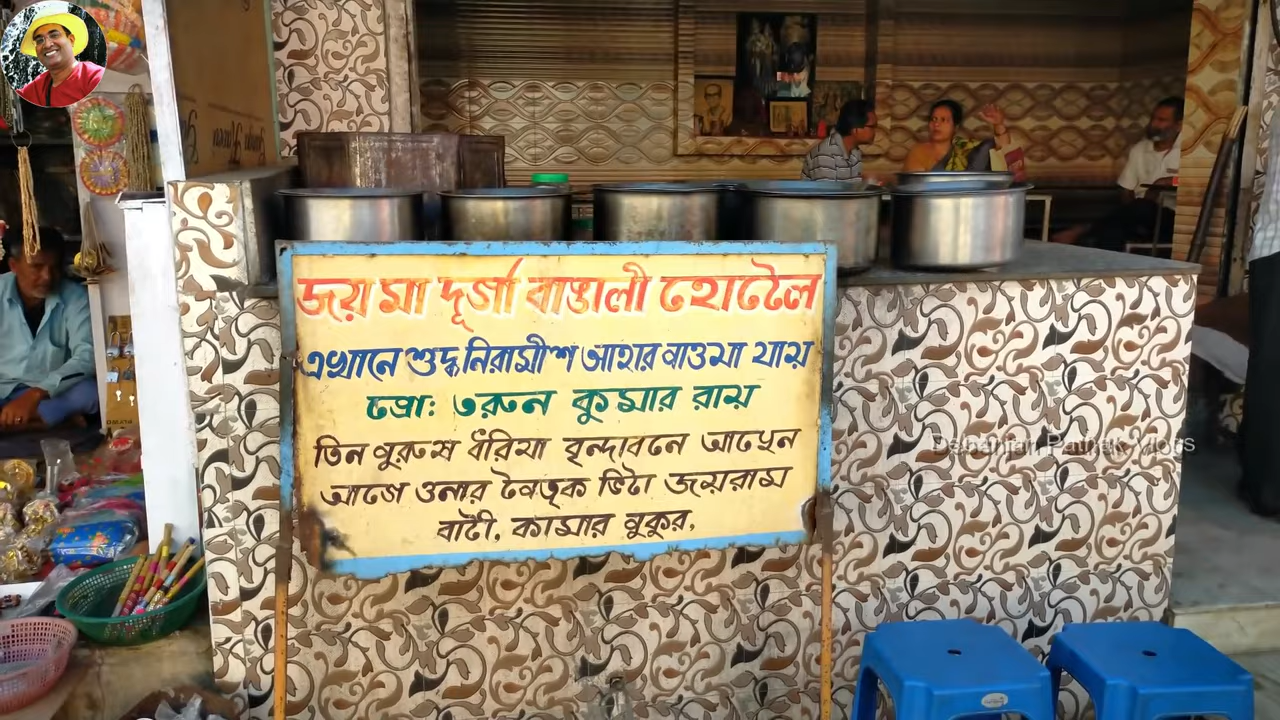 জয় মা দূর্গা বাঙালী হোটেল
এখানে শুদ্ধ নিরামীশ আহার পাওয়া যায়
প্রোঃ তরুন কুমার রায়
তিন পুরুষ ধরিয়া বৃন্দাবনে আছেন
আগে ওনার পৈতৃক ভিটা জয়রাম
বাটী, কামার পুকুর,
Debanjan Pathak Vlogs